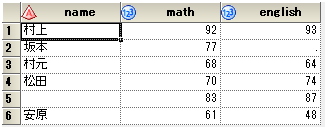 name math english
1 村上 92 93
2 坂本 77 .
3 村元 68 64
4 松田 70 74
5 83 87
6 安原 61 48